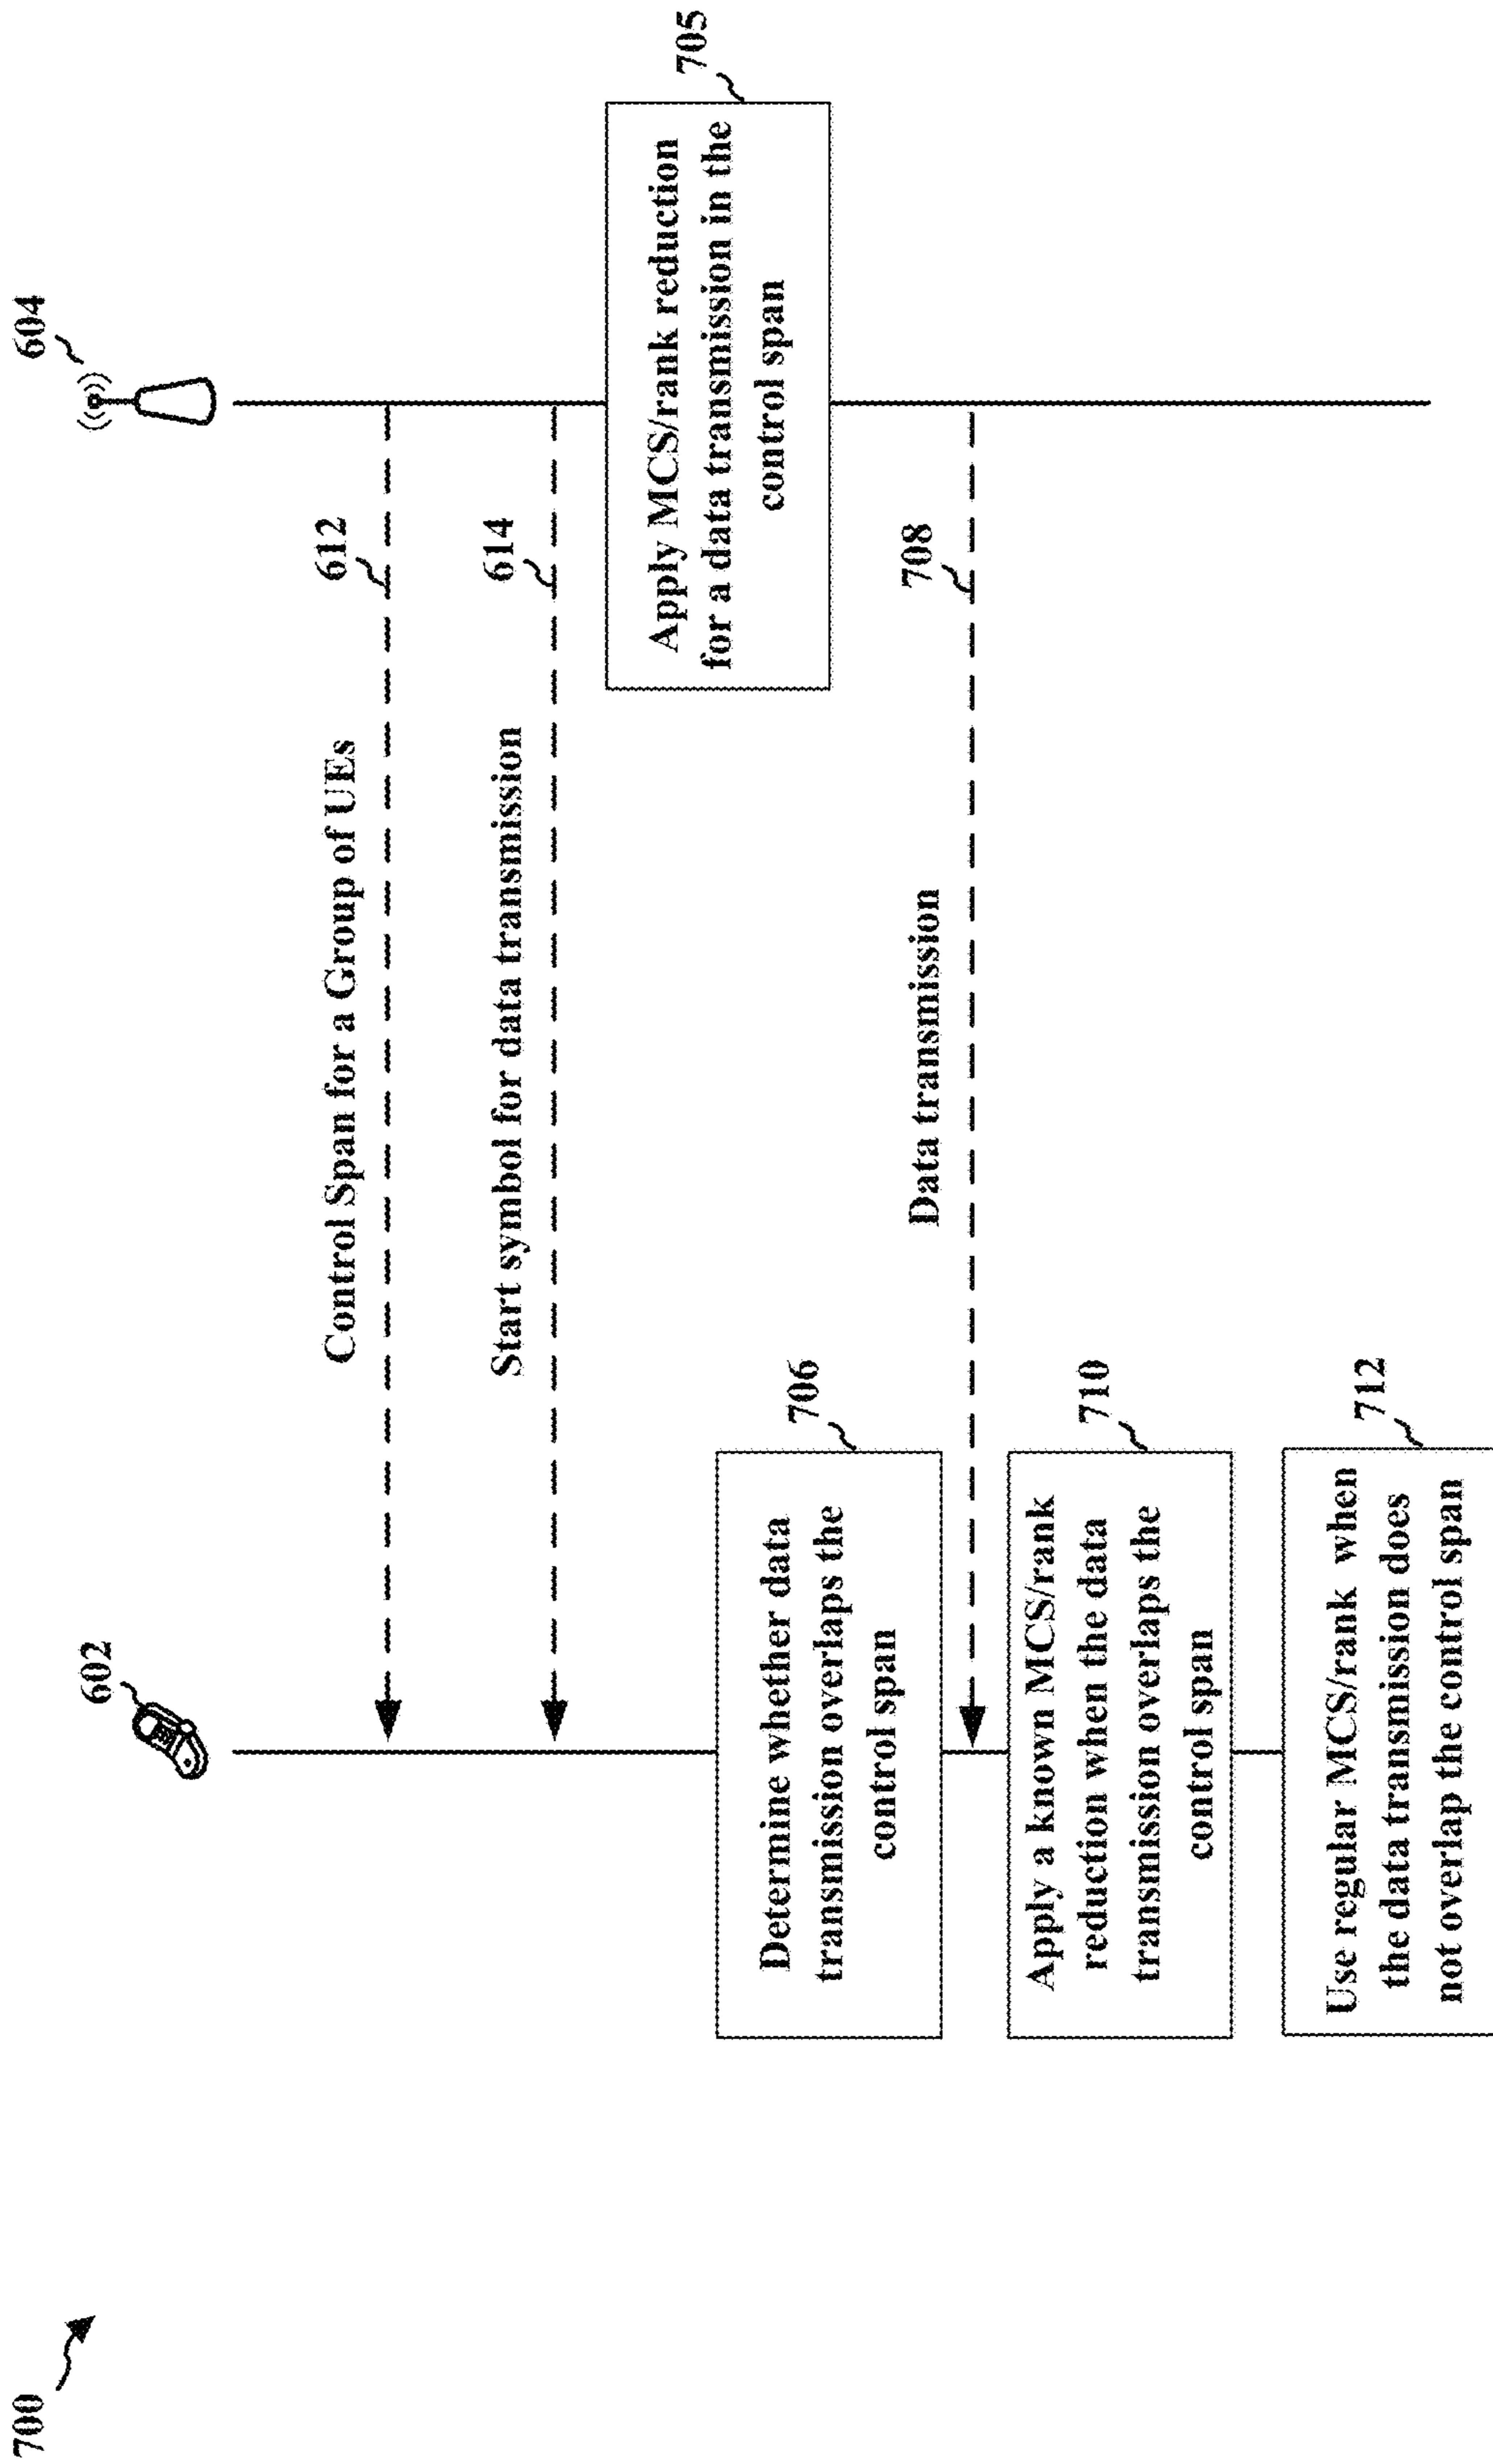 700
602
604
Control Span for a Group of UEs
612
Start symbol for data transmission
614
Apply MCS/rank reduction
for a data transmission in the
control span
705
Determine whether data
transmission overlaps the
control span
706
Data transmission
708
Apply a known MCS/rank
reduction when the data
transmission overlaps the
control span
710
Use regular MCS/rank when
the data transmission does
not overlap the control span
712